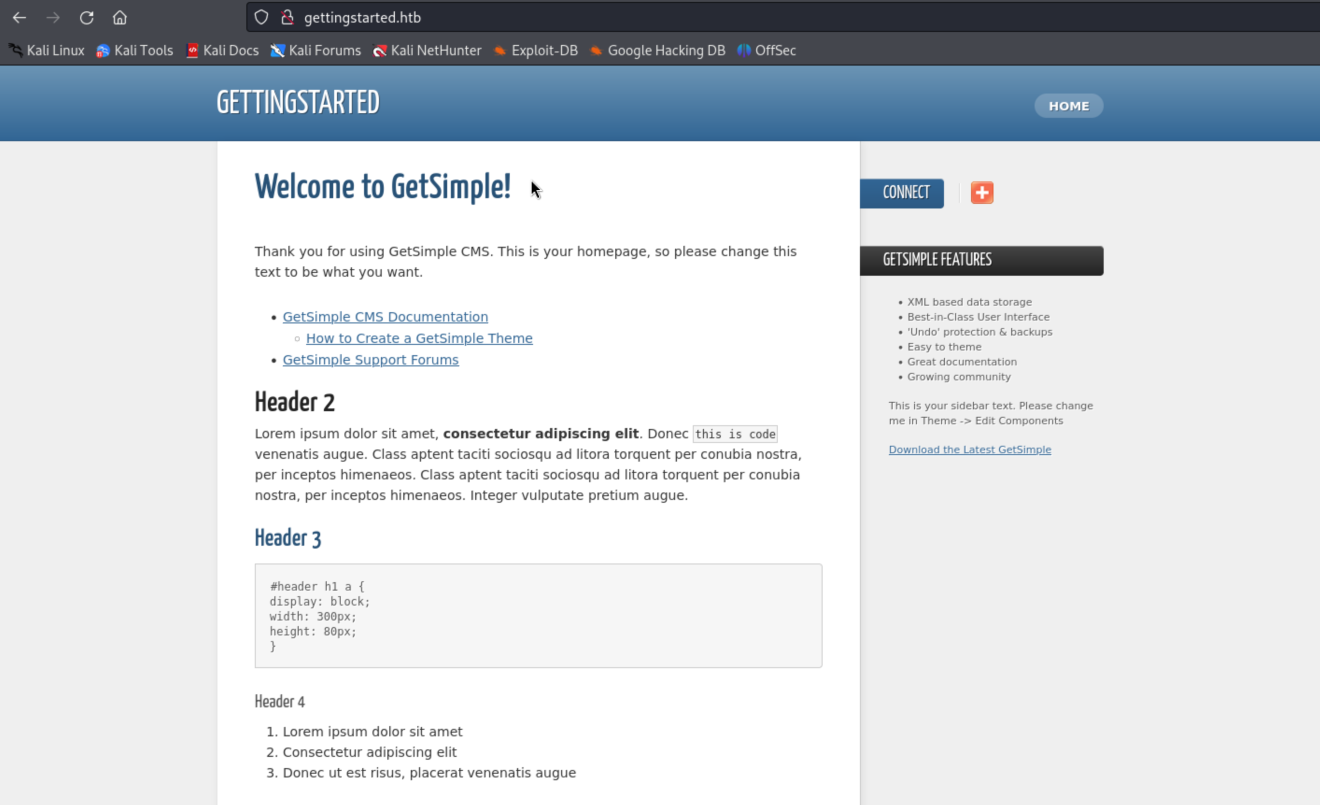 gettingstarted.htb
Kali Linux Kali Tools Kali Docs Kali Forums Kali NetHunter Exploit-DB Google Hacking DB OffSec
GETTINGSTARTED
HOME
Welcome to GetSimple!
Thank you for using GetSimple CMS. This is your homepage, so please change this
text to be what you want.
GetSimple CMS Documentation
How to Create a GetSimple Theme
GetSimple Support Forums
Header 2
Lorem ipsum dolor sit amet, consectetur adipiscing elit. Donec this is code
venenatis augue. Class aptent taciti sociosqu ad litora torquent per conubia nostra,
per inceptos himenaeos. Class aptent taciti sociosqu ad litora torquent per conubia
nostra, per inceptos himenaeos. Integer vulputate pretium augue.
Header 3
#header h1 a {
display: block;
width: 300px;
height: 80px;
}
Header 4
1. Lorem ipsum dolor sit amet
2. Consectetur adipiscing elit
3. Donec ut est risus, placerat venenatis augue
CONNECT
GETSIMPLE FEATURES
XML based data storage
Best-in-Class User Interface
'Undo' protection & backups
Easy to theme
Great documentation
Growing community
This is your sidebar text. Please change
me in Theme -> Edit Components
Download the Latest GetSimple